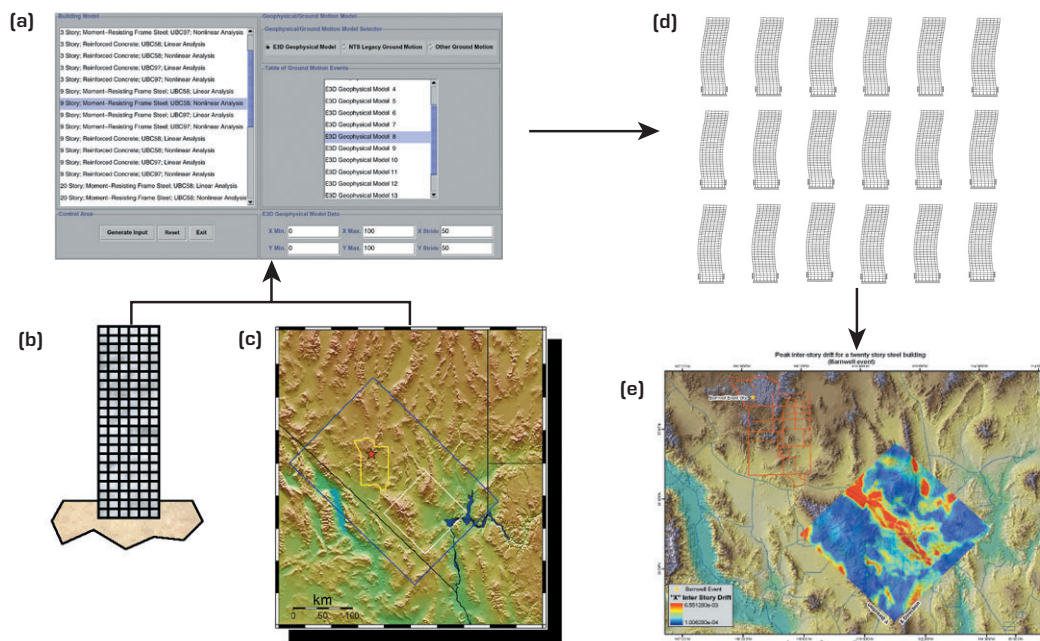 (a)
Building Model
3 Story; Moment-Resisting Frame Steel; UBC97; Nonlinear Analysis
3 Story; Reinforced Concrete; UBC58; Linear Analysis
3 Story; Reinforced Concrete; UBC58; Nonlinear Analysis
3 Story; Reinforced Concrete; UBC97; Linear Analysis
3 Story; Reinforced Concrete; UBC97; Nonlinear Analysis
9 Story; Moment-Resisting Frame Steel; UBC58; Linear Analysis
9 Story; Moment-Resisting Frame Steel; UBC58; Nonlinear Analysis
9 Story; Moment-Resisting Frame Steel; UBC97; Linear Analysis
9 Story; Moment-Resisting Frame Steel; UBC97; Nonlinear Analysis
9 Story; Reinforced Concrete; UBC58; Linear Analysis
9 Story; Reinforced Concrete; UBC58; Nonlinear Analysis
9 Story; Reinforced Concrete; UBC97; Linear Analysis
9 Story; Reinforced Concrete; UBC97; Nonlinear Analysis
20 Story; Moment-Resisting Frame Steel; UBC58; Linear Analysis
20 Story; Moment-Resisting Frame Steel; UBC58; Nonlinear Analysis
Control Area
Generate Input Reset Exit
Geophysical/Ground Motion Model
Geophysical/Ground Motion Model Selector
E3D Geophysical Model NTS Legacy Ground Motion Other Ground Motion
Table of Ground Motion Events
E3D Geophysical Model 4
E3D Geophysical Model 5
E3D Geophysical Model 6
E3D Geophysical Model 7
E3D Geophysical Model 8
E3D Geophysical Model 9
E3D Geophysical Model 10
E3D Geophysical Model 11
E3D Geophysical Model 12
E3D Geophysical Model 13
E3D Geophysical Model Data
X Min. 0 X Max. 100 X Stride 50
Y Min. 0 Y Max. 100 Y Stride 50
(b)
(c)
km
0 50 100
(d)
(e)
Peak inter-story drift for a twenty story steel building
(Barnwell event)
Barnwell Event Site
Barnwell Event
"X" Inter Story Drift
1.006200e-04